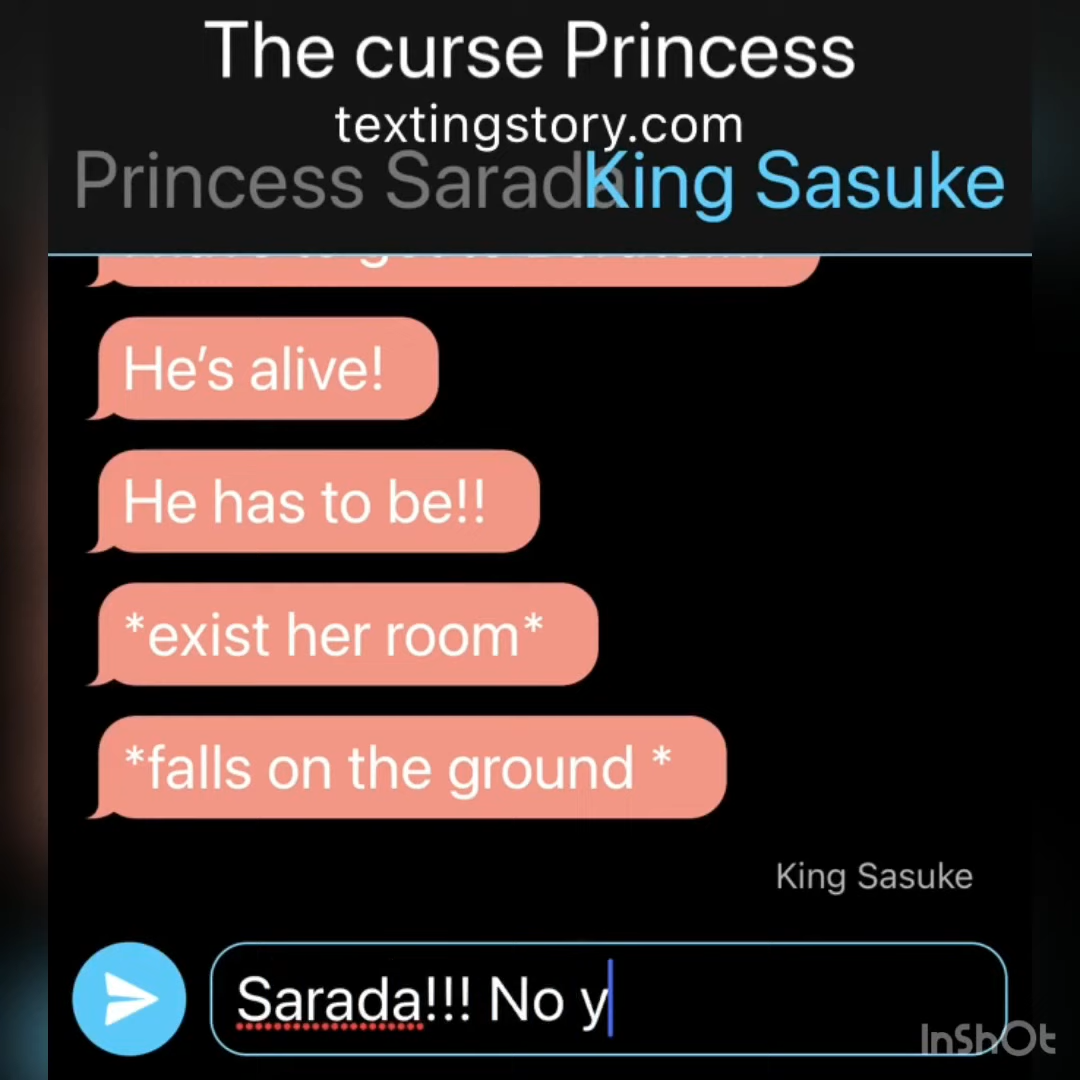 The curse Princess
textingstory.com
Princess Sarada King Sasuke
He's alive!
He has to be!!
*exist her room*
*falls on the ground *
King Sasuke
Sarada!!! No y
InShOt